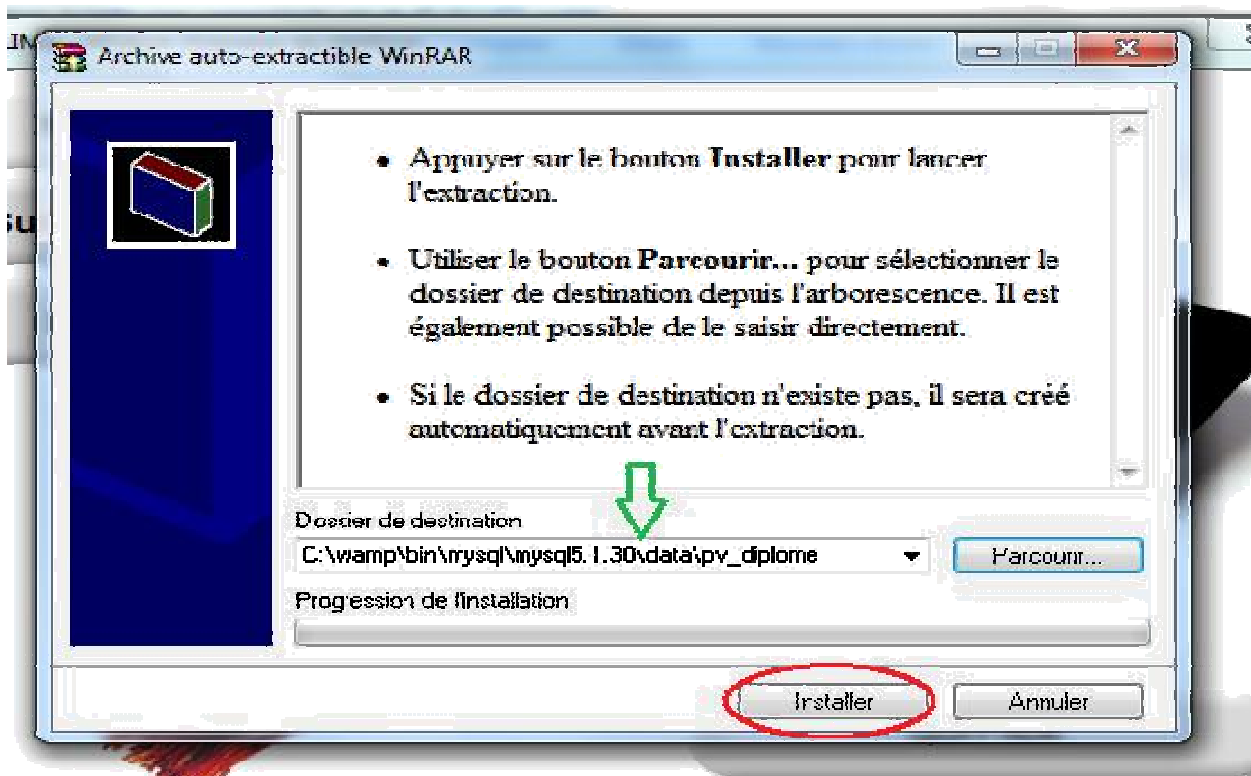 Archive auto-extractible WinRAR
• Appuyer sur le bouton Installer pour lancer
l'extraction.
• Utiliser le bouton Parcourir... pour sélectionner le
dossier de destination depuis l'arborescence. Il est
également possible de le saisir directement.
• Si le dossier de destination n'existe pas, il sera créé
automatiquement avant l'extraction.
Dossier de destination
C:\wamp\bin\mysql\mysql5.1.30\data\pv_diplome
Parcourir...
Progression de l'installation
Installer
Annuler